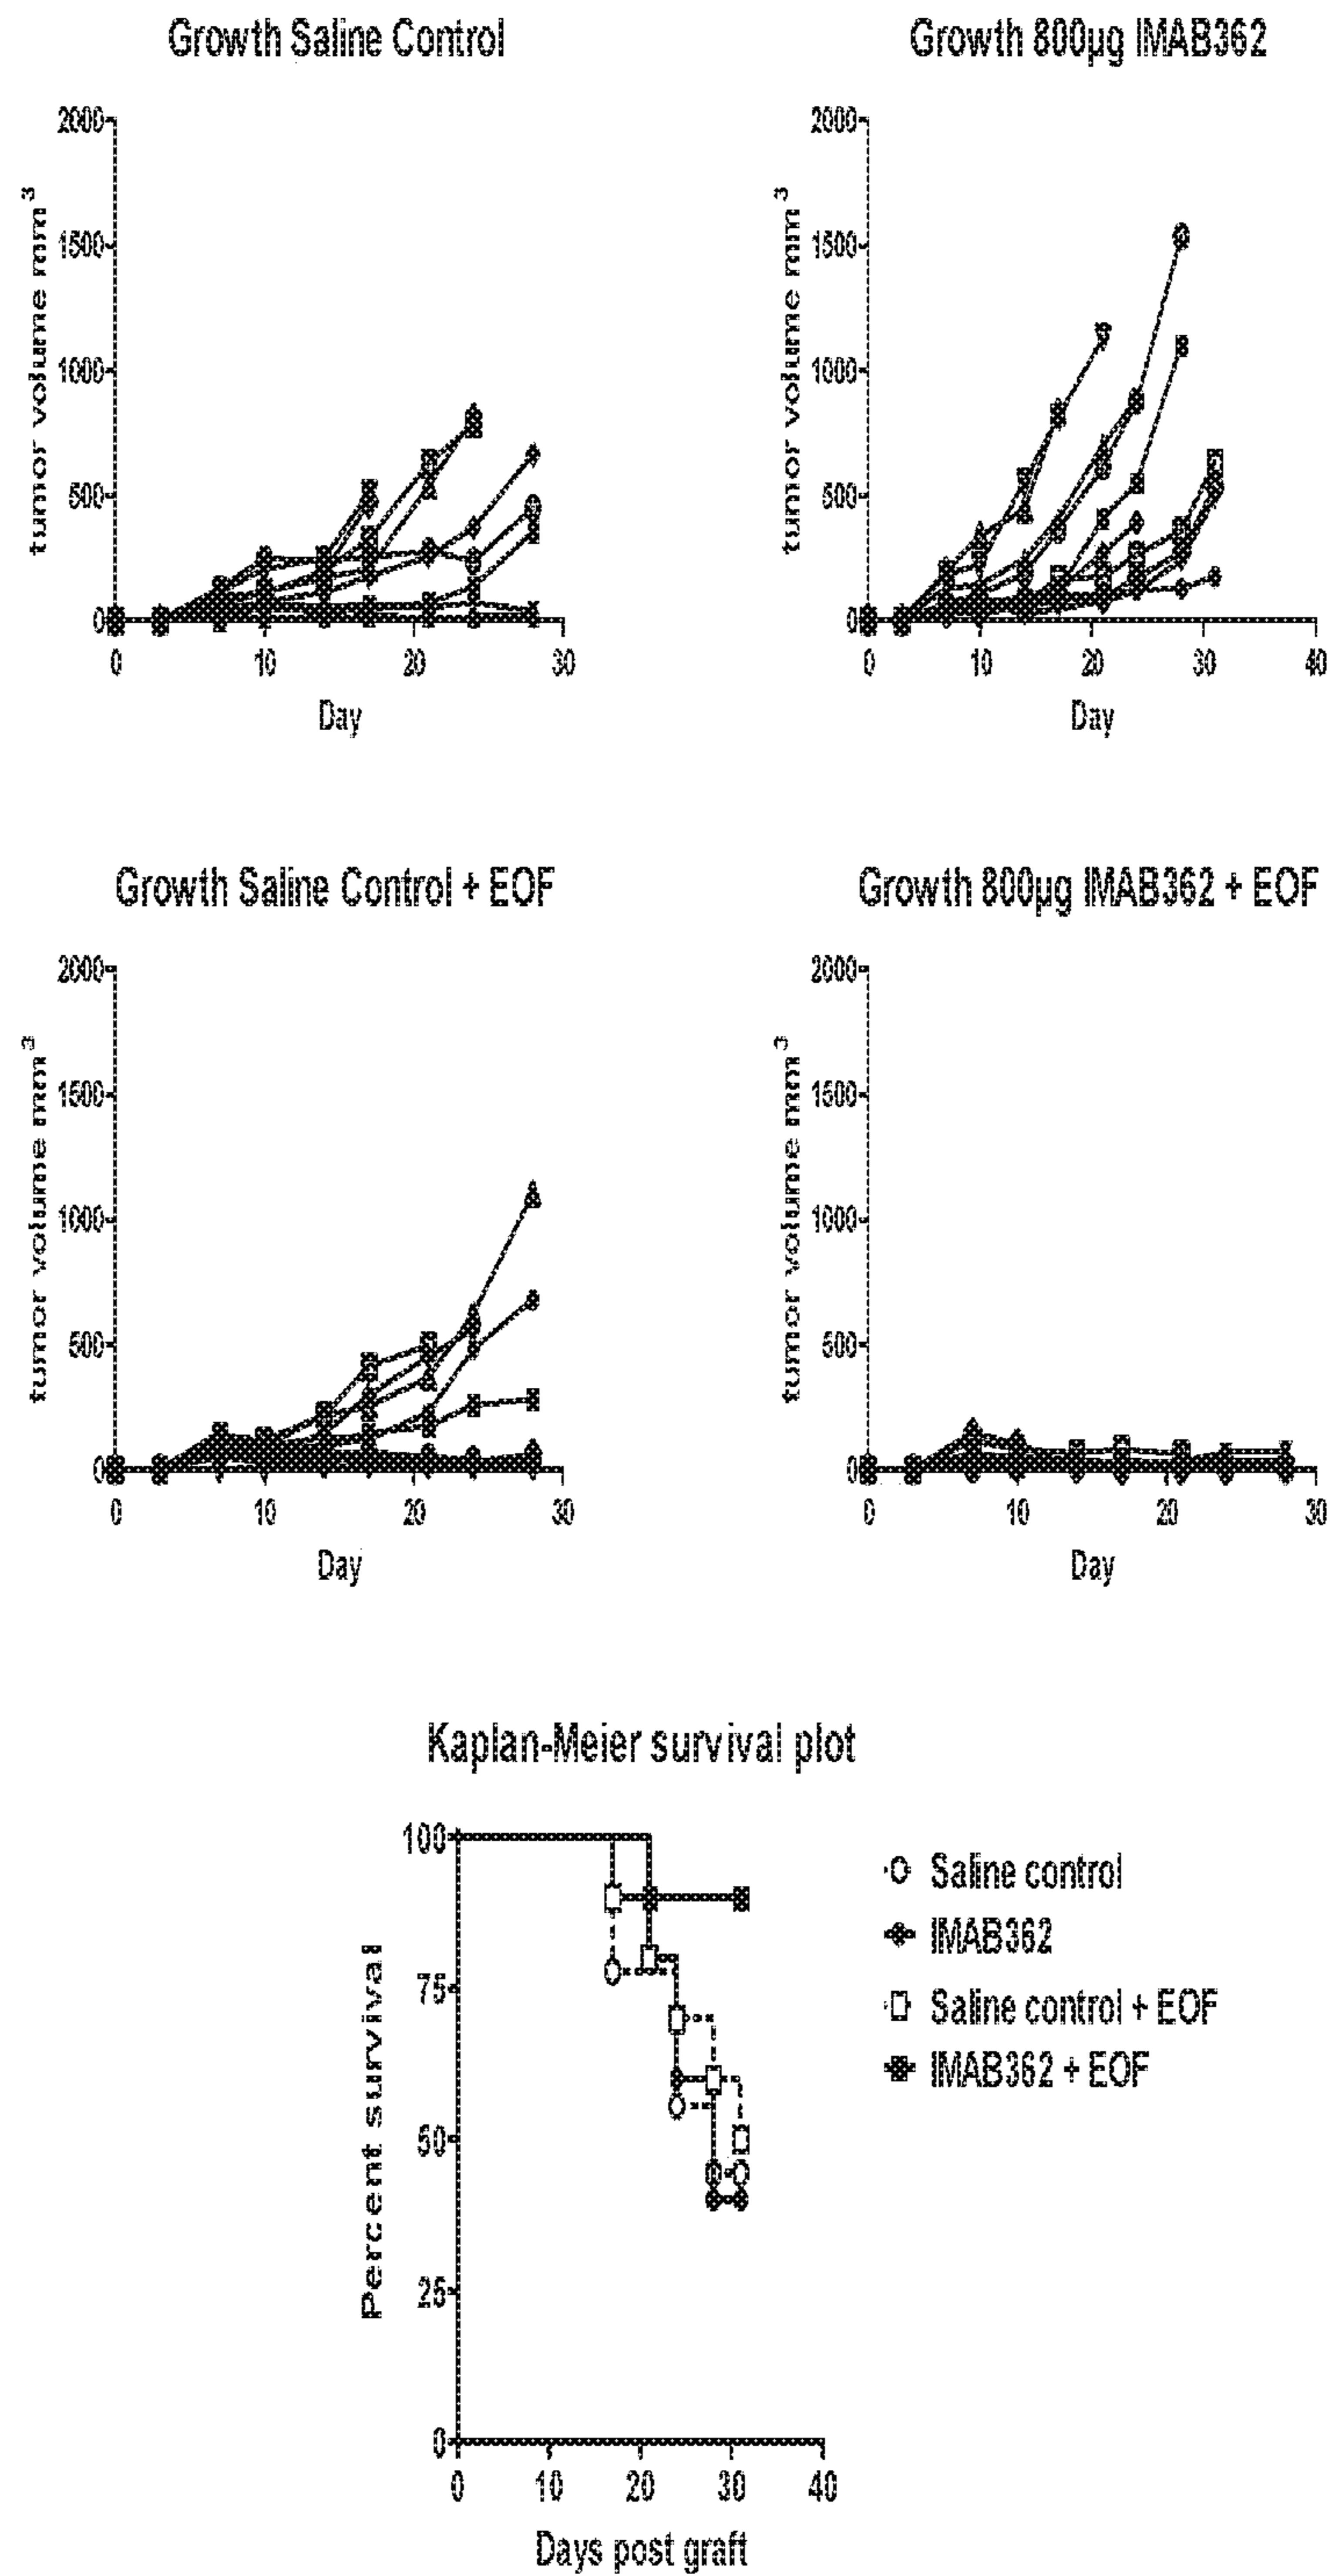 Growth Saline Control
Growth 800µg IMAB362
tumor volume mm³
2000
1500
1000
500
0
0 10 20 30
Day
tumor volume mm³
2000
1500
1000
500
0
0 10 20 30 40
Day
Growth Saline Control + EOF
Growth 800µg IMAB362 + EOF
tumor volume mm³
2000
1500
1000
500
0
0 10 20 30
Day
tumor volume mm³
2000
1500
1000
500
0
0 10 20 30
Day
Kaplan-Meier survival plot
Percent survival
100
75
50
25
0
0 10 20 30 40
Days post graft
Saline control
IMAB362
Saline control + EOF
IMAB362 + EOF